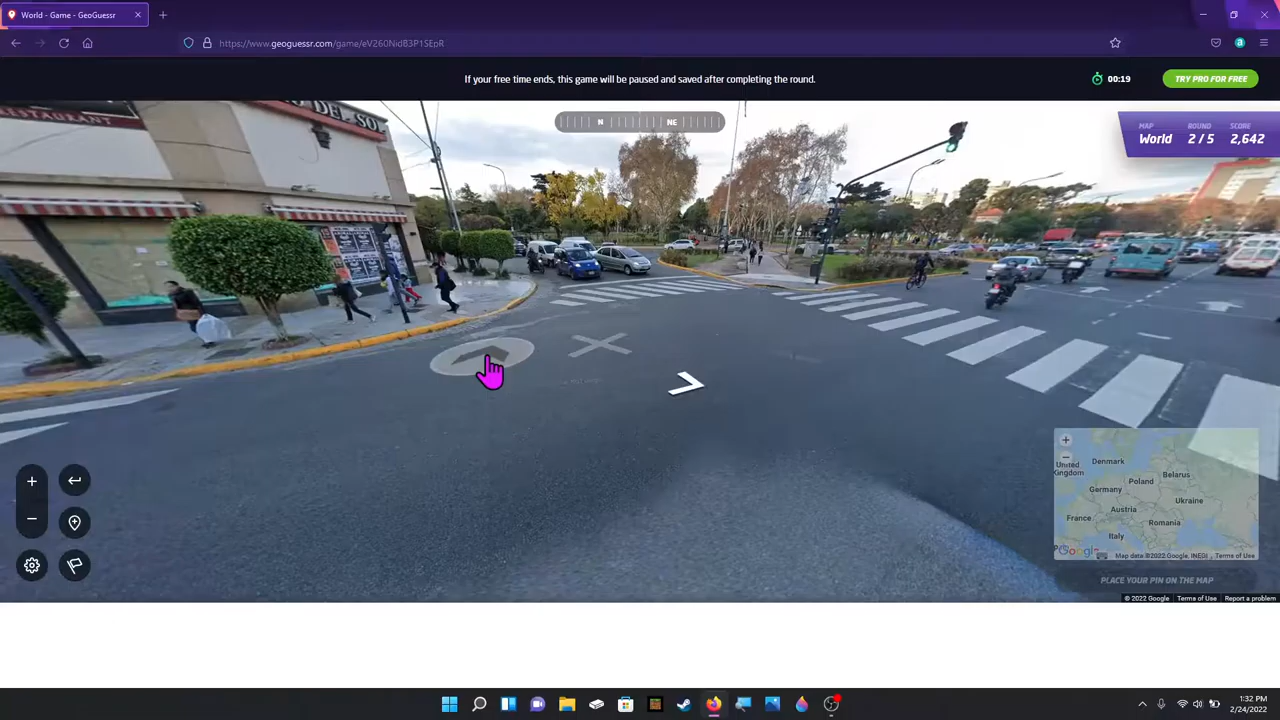 World - Game - GeoGuessr
https://www.geoguessr.com/game/eV260NidB3P1SEpR
If your free time ends, this game will be paused and saved after completing the round.
00:19
TRY PRO FOR FREE
MAP
World
ROUND
2 / 5
SCORE
2,642
N
NE
RESTAURANT
DEL SOL
United Kingdom
Denmark
Belarus
Poland
Germany
Ukraine
Austria
France
Romania
Italy
Google
Map data ©2022 Google, INEGI
Terms of Use
PLACE YOUR PIN ON THE MAP
© 2022 Google
Terms of Use
Report a problem
1:32 PM
2/24/2022